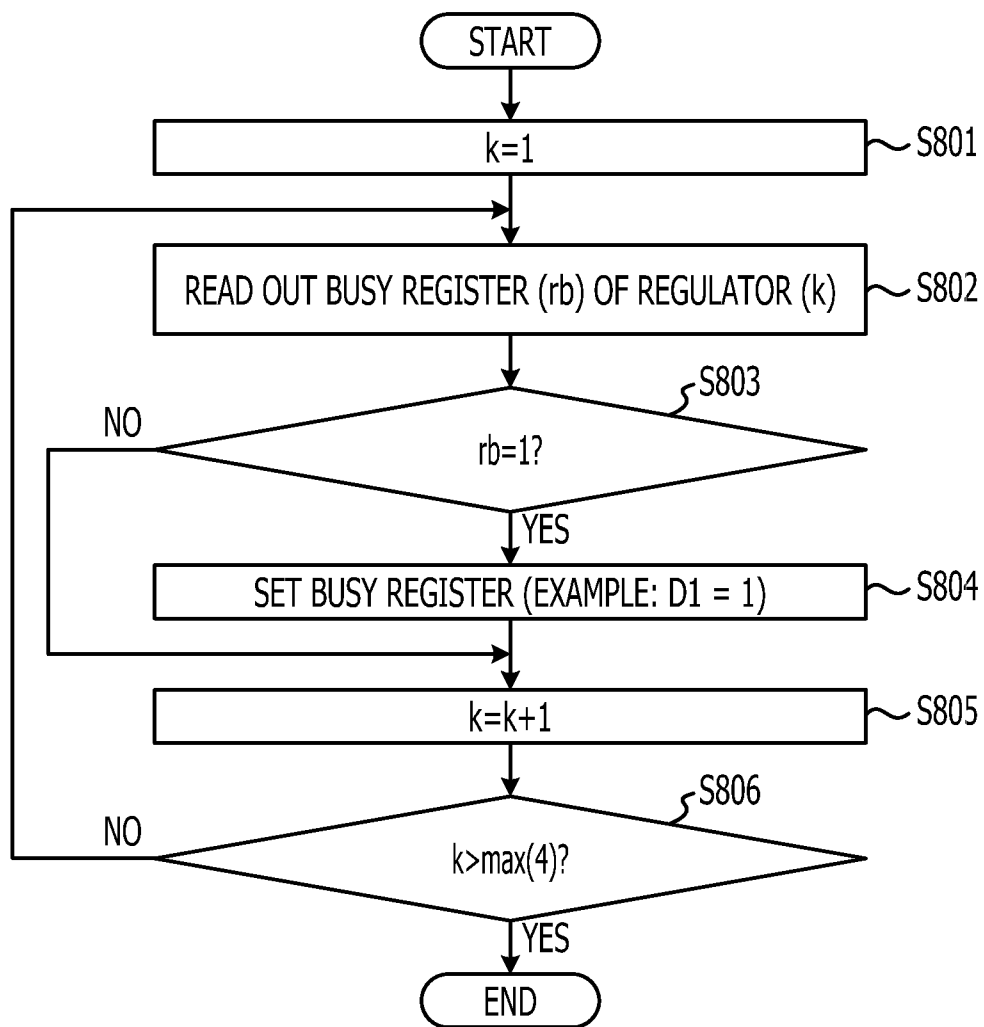 START
k=1
S801
READ OUT BUSY REGISTER (rb) OF REGULATOR (k)
S802
S803
NO
rb=1?
YES
SET BUSY REGISTER (EXAMPLE: D1 = 1)
S804
k=k+1
S805
S806
NO
k>max(4)?
YES
END